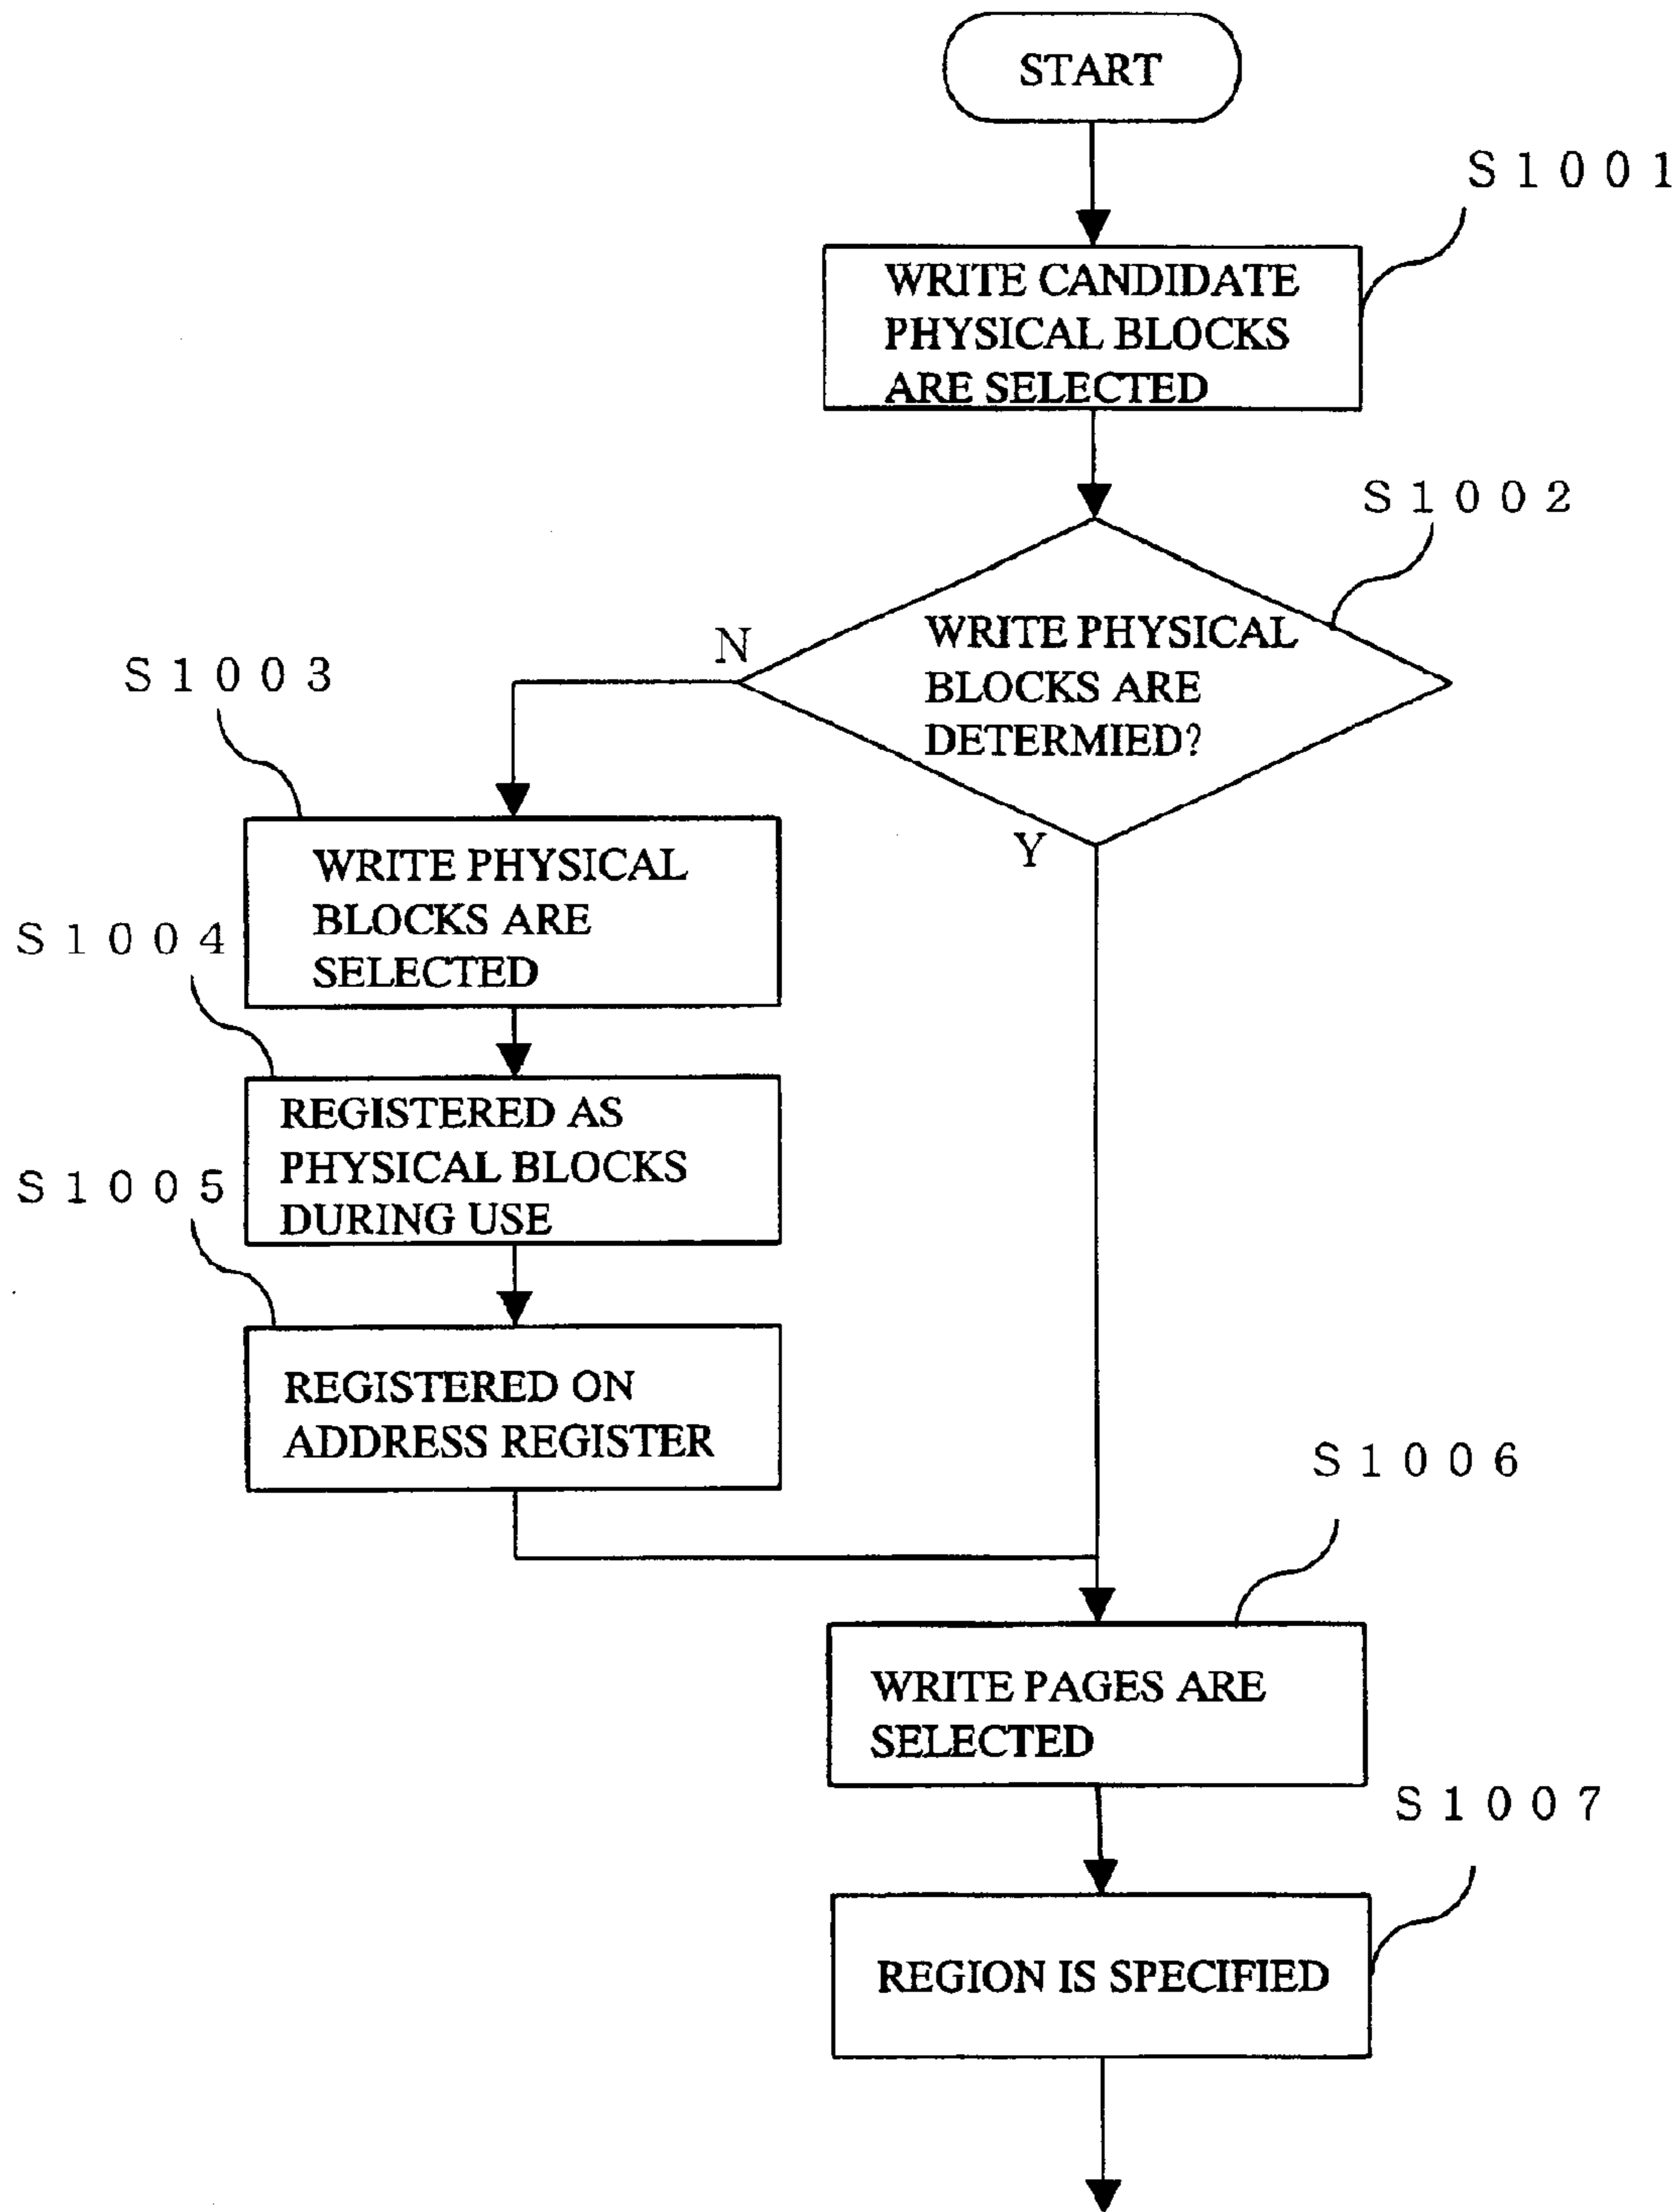 START
S1001
WRITE CANDIDATE
PHYSICAL BLOCKS
ARE SELECTED
S1002
WRITE PHYSICAL
BLOCKS ARE
DETERMIED?
N
Y
S1003
WRITE PHYSICAL
BLOCKS ARE
SELECTED
S1004
REGISTERED AS
PHYSICAL BLOCKS
DURING USE
S1005
REGISTERED ON
ADDRESS REGISTER
S1006
WRITE PAGES ARE
SELECTED
S1007
REGION IS SPECIFIED